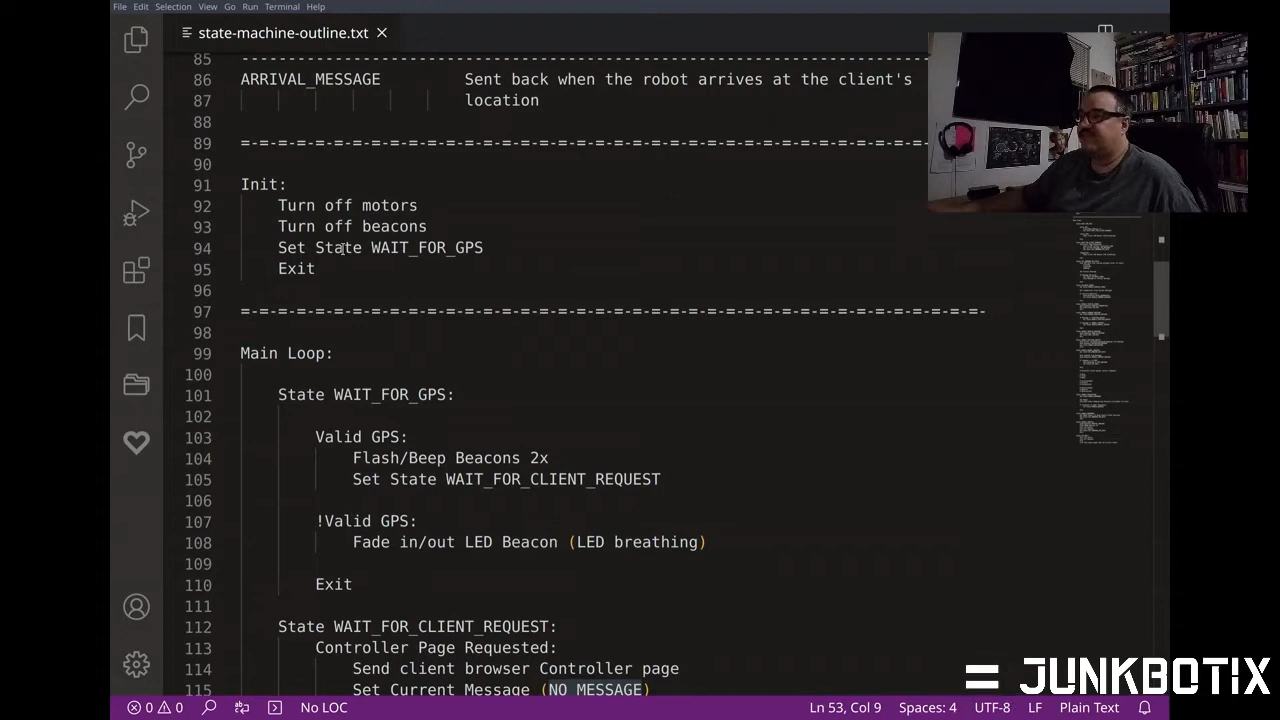 File Edit Selection View Go Run Terminal Help
state-machine-outline.txt
85 ------------------------------------------------------------------------
86 ARRIVAL_MESSAGE Sent back when the robot arrives at the client's
87 location
88
89 =-=-=-=-=-=-=-=-=-=-=-=-=-=-=-=-=-=-=-=-=-=-=-=-=-=-=-=-=-=-=-=-=-=-=-=-
90
91 Init:
92 Turn off motors
93 Turn off beacons
94 Set State WAIT_FOR_GPS
95 Exit
96
97 =-=-=-=-=-=-=-=-=-=-=-=-=-=-=-=-=-=-=-=-=-=-=-=-=-=-=-=-=-=-=-=-=-=-=-=-=-=-=-=-
98
99 Main Loop:
100
101 State WAIT_FOR_GPS:
102
103 Valid GPS:
104 Flash/Beep Beacons 2x
105 Set State WAIT_FOR_CLIENT_REQUEST
106
107 !Valid GPS:
108 Fade in/out LED Beacon (LED breathing)
109
110 Exit
111
112 State WAIT_FOR_CLIENT_REQUEST:
113 Controller Page Requested:
114 Send client browser Controller page
115 Set Current Message (NO_MESSAGE)
JUNKBOTIX
0 0 No LOC Ln 53, Col 9 Spaces: 4 UTF-8 LF Plain Text